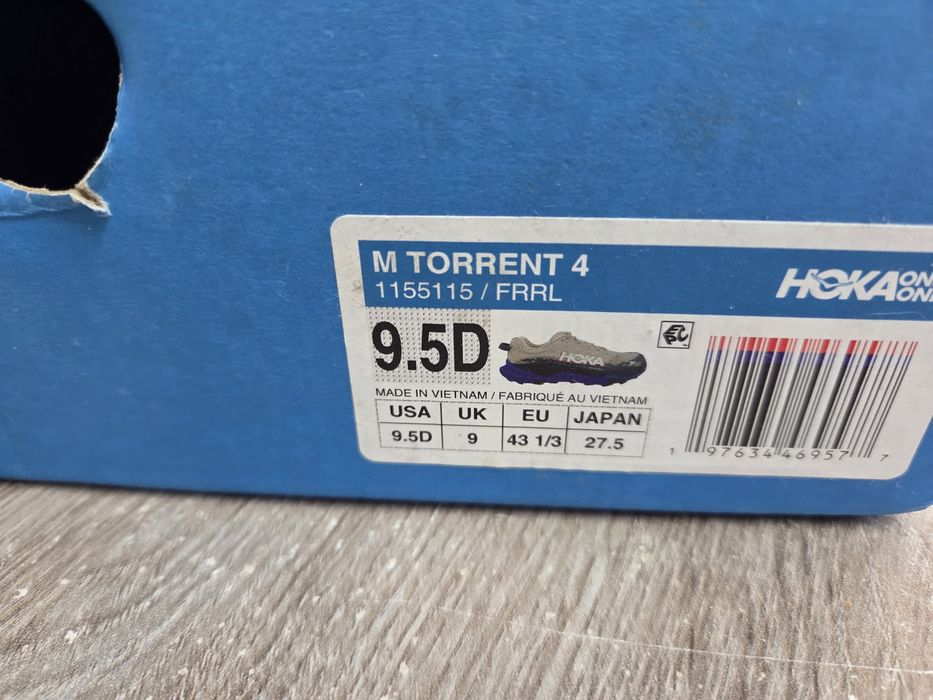 M TORRENT 4
1155115 / FRRL
HOKA ONE ONE
9.5D
HOKA
EPC
MADE IN VIETNAM / FABRIQUÉ AU VIETNAM
USA UK EU JAPAN
9.5D 9 43 1/3 27.5
1 97634 46957 7